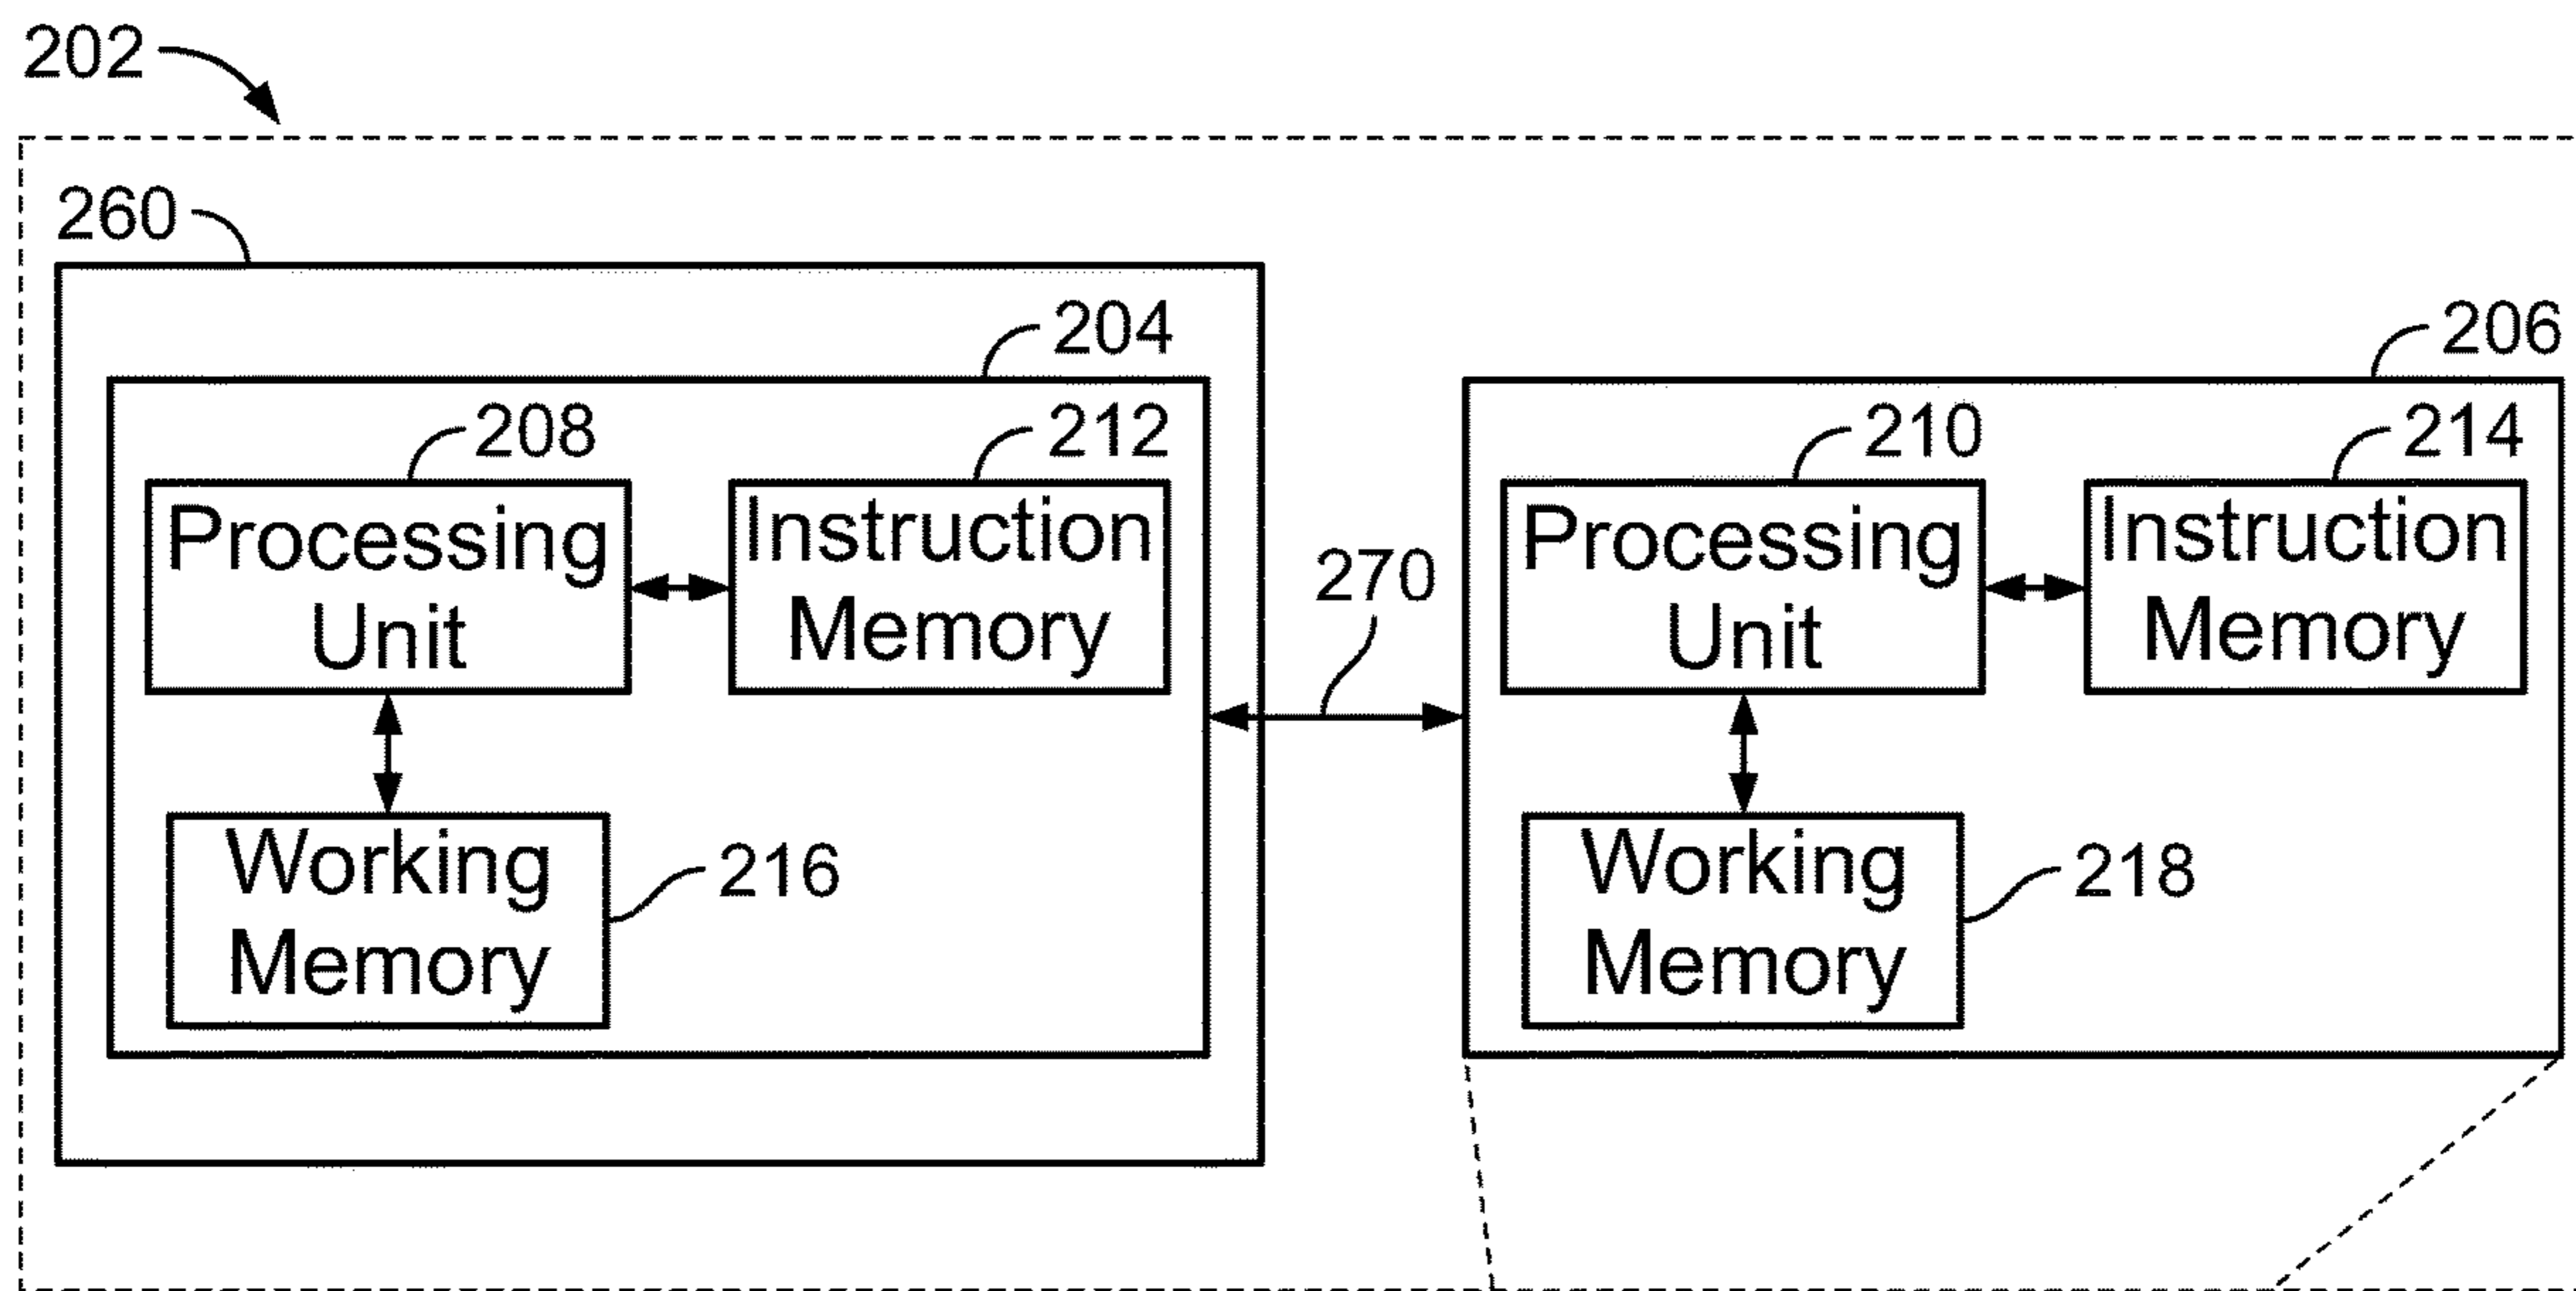 202
260
204
206
208
212
210
214
Processing
Unit
Instruction
Memory
270
Processing
Unit
Instruction
Memory
Working
Memory
216
Working
Memory
218